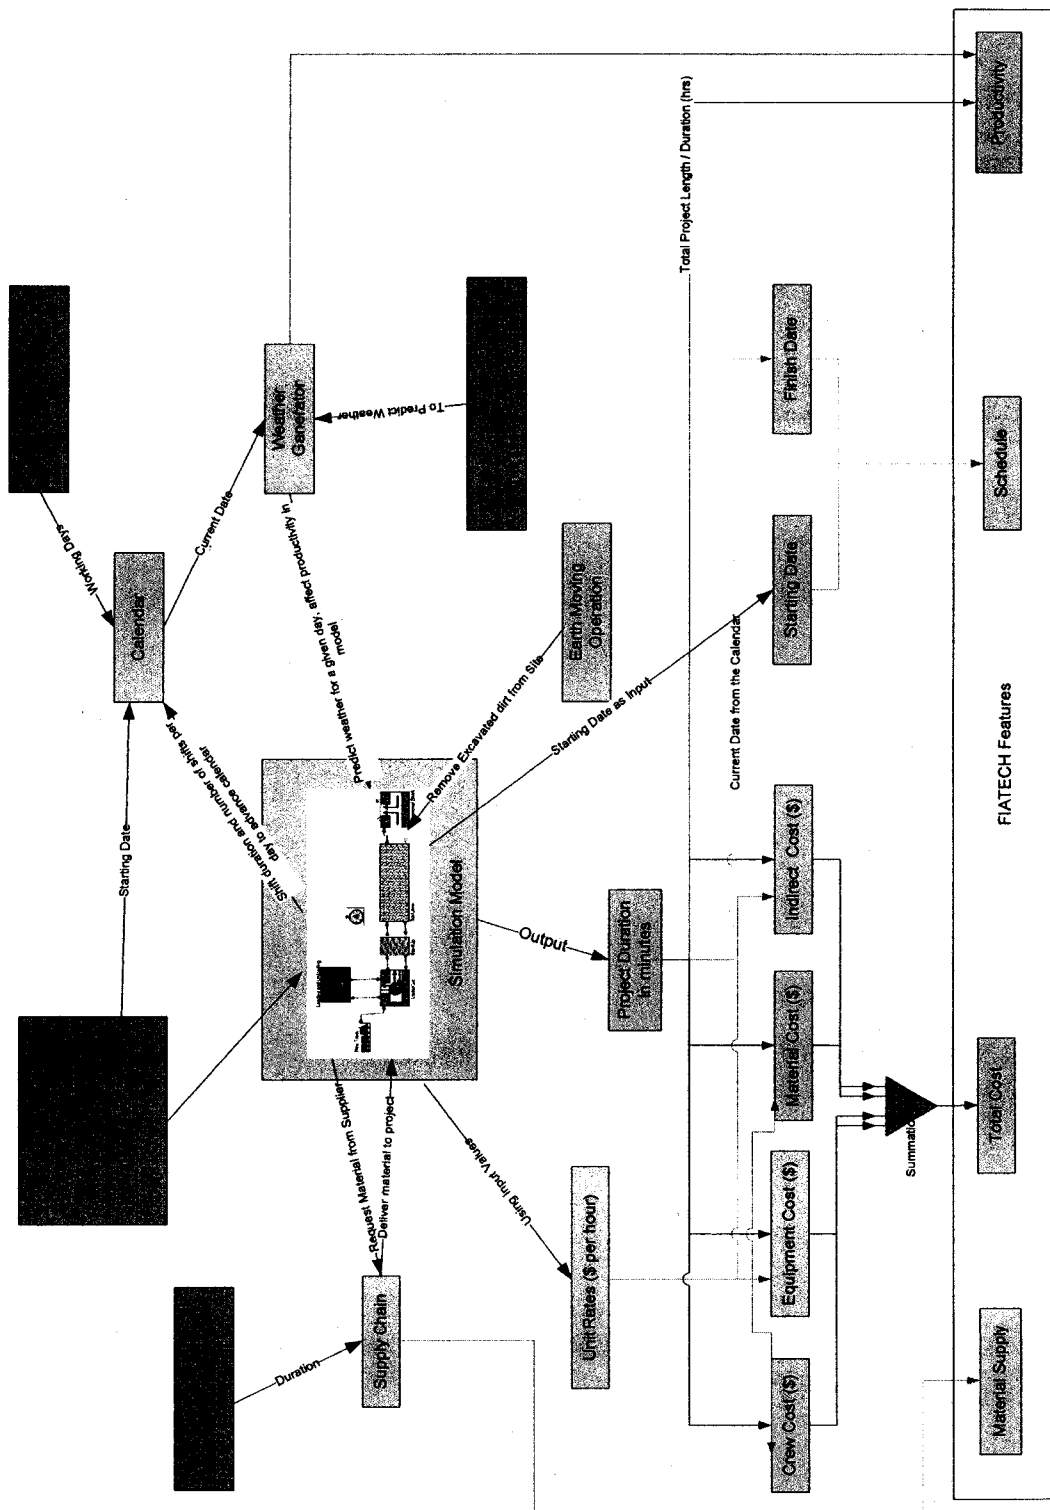 Working Days
Starting Date
Calendar
Current Date
Shift duration and number of shifts per
day to advance calendar
Weather
Generator
To Predict Weather
Predict weather for a given day, affect productivity in
model
Duration
Supply Chain
Request Material from Supplier
Deliver material to project
Simulation Model
Remove Excavated dirt from Site
Earth Moving
Operation
Using Input Values
Output
Starting Date as Input
Unit Rates ($ per hour)
Project Duration
in minutes
Total Project Length / Duration (hrs)
Current Date from the Calendar
Crew Cost ($)
Equipment Cost ($)
Material Cost ($)
Indirect Cost ($)
Starting Date
Finish Date
Material Supply
Total Cost
Schedule
Productivity
FIATECH Features